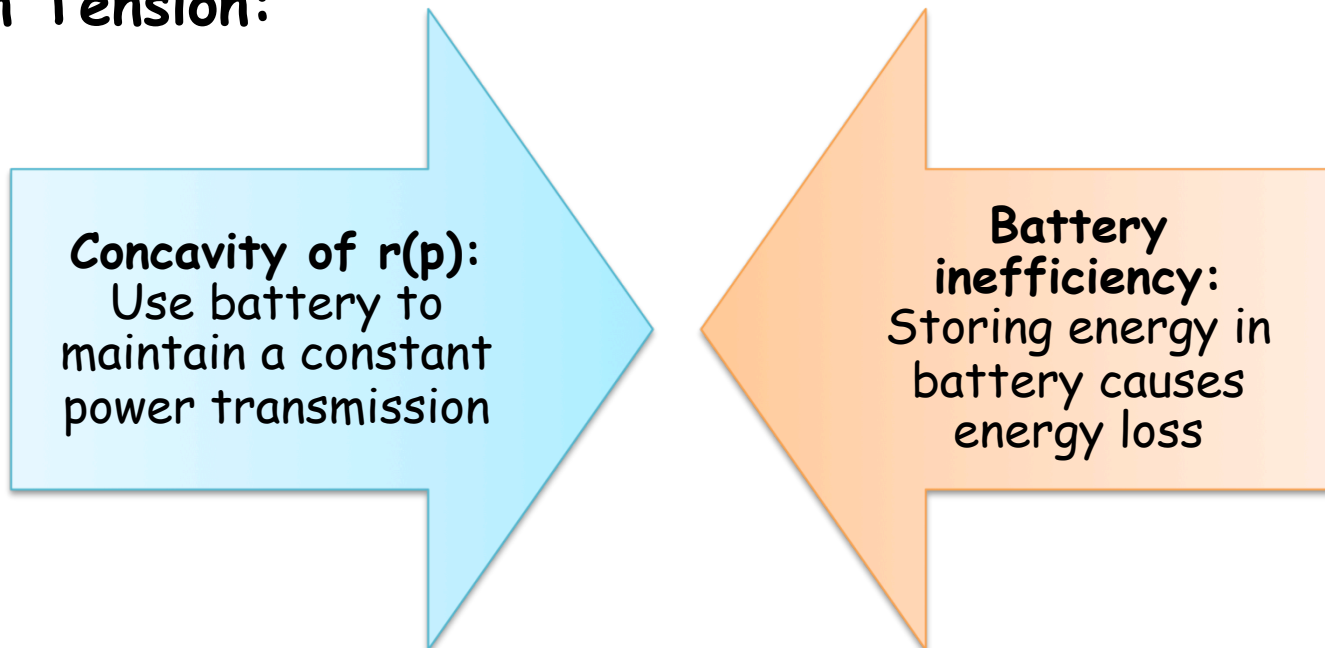 Tension:
Concavity of r(p):
Use battery to
maintain a constant
power transmission
Battery
inefficiency:
Storing energy in
battery causes
energy loss